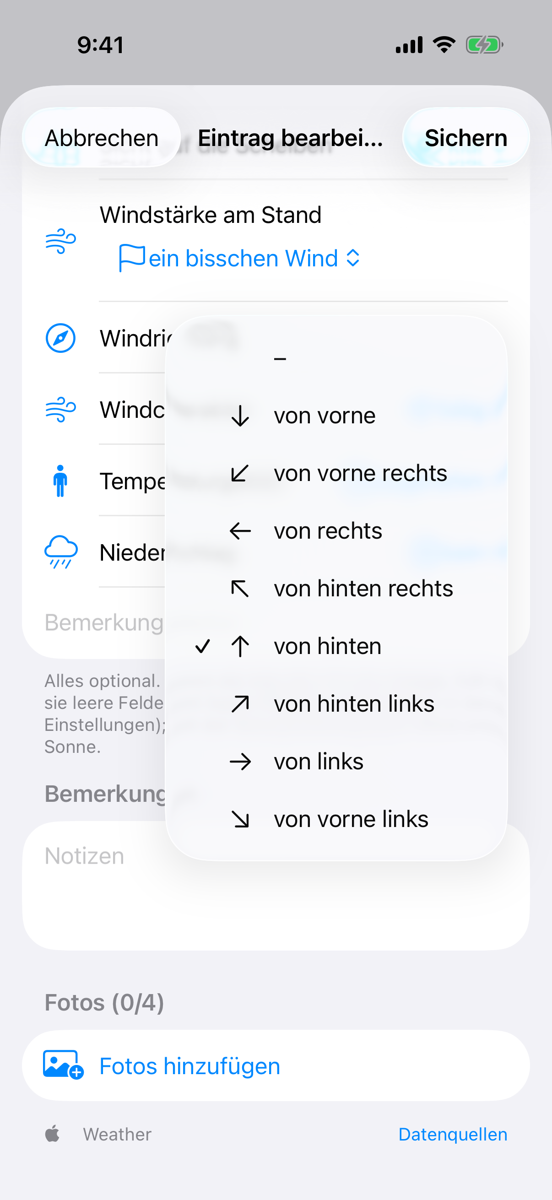 9:41
Abbrechen
Eintrag bearbei...
Sichern
Windstärke am Stand
ein bisschen Wind
Windric
–
Windc
von vorne
von vorne rechts
Tempe
von rechts
Nieder
von hinten rechts
Bemerkung
von hinten
Alles optional.
sie leere Felde
von hinten links
Einstellungen);
Sonne.
von links
Bemerkung
von vorne links
Notizen
Fotos (0/4)
Fotos hinzufügen
Weather
Datenquellen